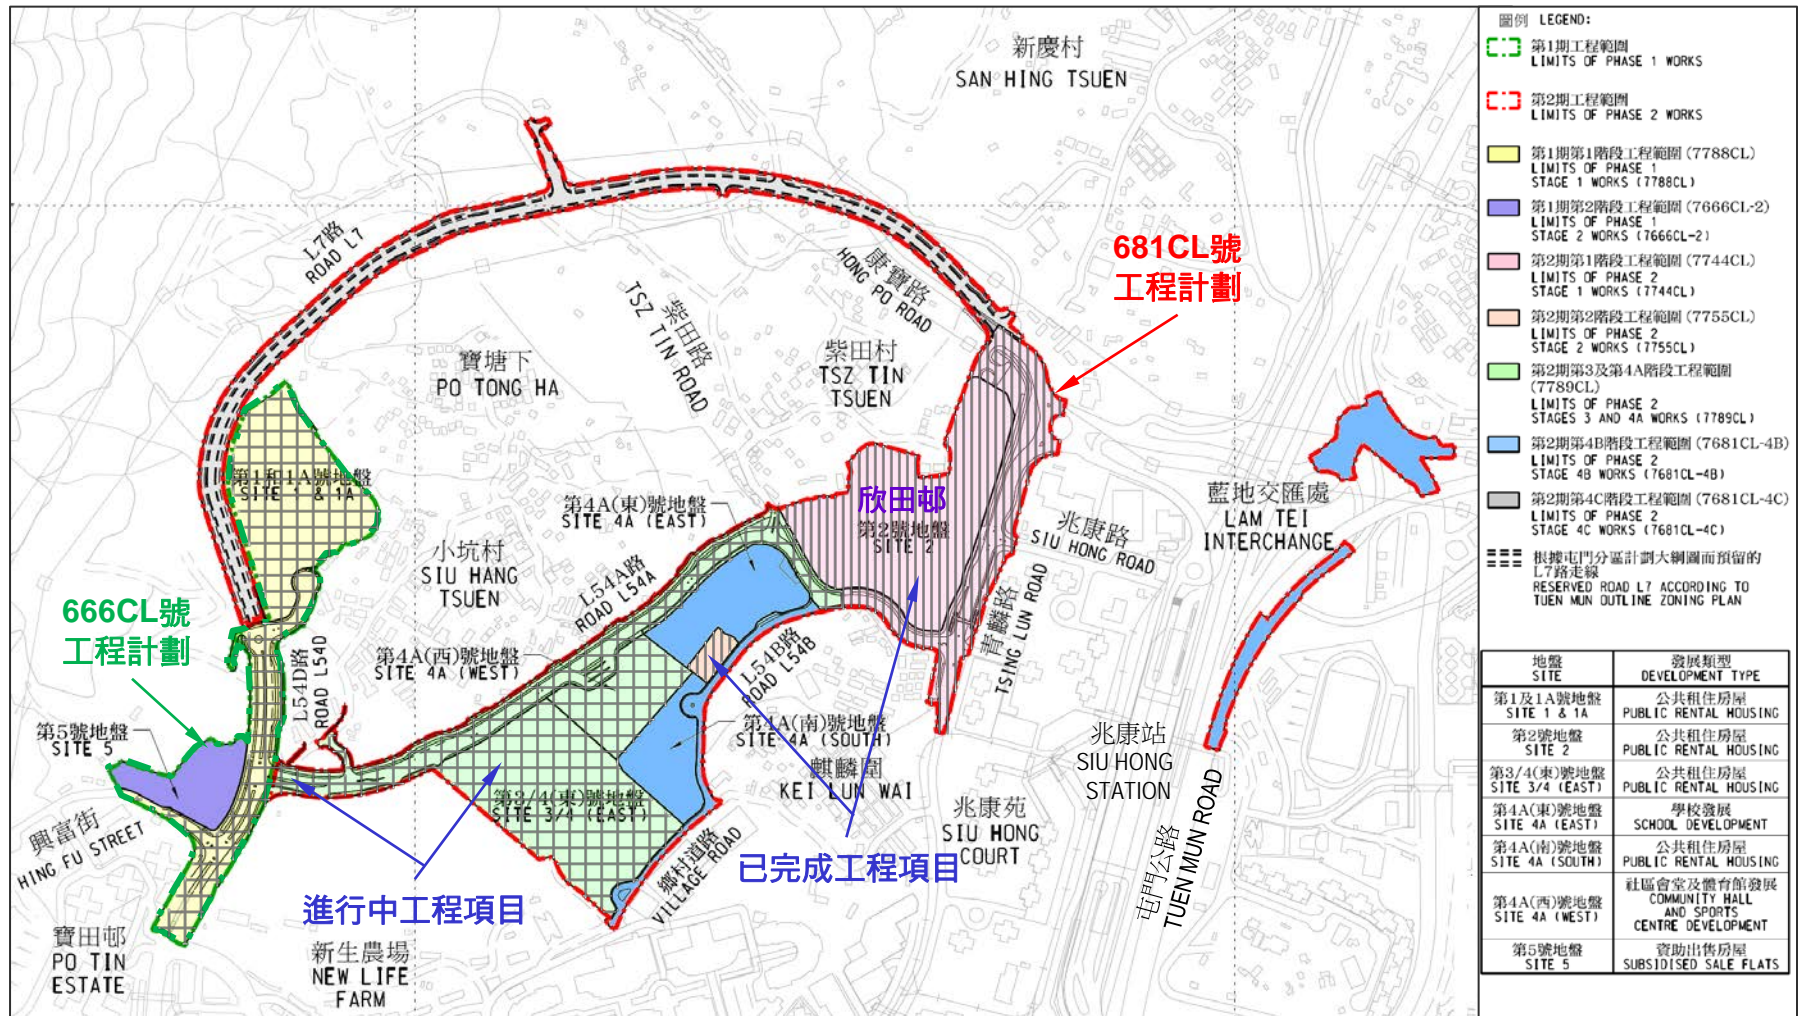 新慶村
SAN HING TSUEN
L7路
ROAD L7
康寶路
HONG PO ROAD
681CL號
工程計劃
紫田路
TSZ TIN ROAD
寶塘下
PO TONG HA
紫田村
TSZ TIN
TSUEN
第1和1A號地盤
SITE 1 & 1A
第4A(東)號地盤
SITE 4A (EAST)
欣田邨
第2號地盤
SITE 2
藍地交匯處
LAM TEI
INTERCHANGE
兆康路
SIU HONG ROAD
小坑村
SIU HANG
TSUEN
L54A路
ROAD L54A
666CL號
工程計劃
L54D路
ROAD L54D
第4A(西)號地盤
SITE 4A (WEST)
L54B路
ROAD L54B
青麟路
TSING LUN ROAD
第5號地盤
SITE 5
第4A(南)號地盤
SITE 4A (SOUTH)
兆康站
SIU HONG
STATION
麒麟圍
KEI LUN WAI
第3/4(東)號地盤
SITE 3/4 (EAST)
興富街
HING FU STREET
兆康苑
SIU HONG
COURT
屯門公路
TUEN MUN ROAD
鄉村道路
VILLAGE ROAD
已完成工程項目
進行中工程項目
寶田邨
PO TIN
ESTATE
新生農場
NEW LIFE
FARM
圖例 LEGEND:
第1期工程範圍
LIMITS OF PHASE 1 WORKS
第2期工程範圍
LIMITS OF PHASE 2 WORKS
第1期第1階段工程範圍 (7788CL)
LIMITS OF PHASE 1
STAGE 1 WORKS (7788CL)
第1期第2階段工程範圍 (7666CL-2)
LIMITS OF PHASE 1
STAGE 2 WORKS (7666CL-2)
第2期第1階段工程範圍 (7744CL)
LIMITS OF PHASE 2
STAGE 1 WORKS (7744CL)
第2期第2階段工程範圍 (7755CL)
LIMITS OF PHASE 2
STAGE 2 WORKS (7755CL)
第2期第3及第4A階段工程範圍
(7789CL)
LIMITS OF PHASE 2
STAGES 3 AND 4A WORKS (7789CL)
第2期第4B階段工程範圍 (7681CL-4B)
LIMITS OF PHASE 2
STAGE 4B WORKS (7681CL-4B)
第2期第4C階段工程範圍 (7681CL-4C)
LIMITS OF PHASE 2
STAGE 4C WORKS (7681CL-4C)
根據屯門分區計劃大綱圖而預留的
L7路走線
RESERVED ROAD L7 ACCORDING TO
TUEN MUN OUTLINE ZONING PLAN
地盤 發展類型
SITE DEVELOPMENT TYPE
第1及1A號地盤 公共租住房屋
SITE 1 & 1A PUBLIC RENTAL HOUSING
第2號地盤 公共租住房屋
SITE 2 PUBLIC RENTAL HOUSING
第3/4(東)號地盤 公共租住房屋
SITE 3/4 (EAST) PUBLIC RENTAL HOUSING
第4A(東)號地盤 學校發展
SITE 4A (EAST) SCHOOL DEVELOPMENT
第4A(南)號地盤 公共租住房屋
SITE 4A (SOUTH) PUBLIC RENTAL HOUSING
第4A(西)號地盤 社區會堂及體育館發展
SITE 4A (WEST) COMMUNITY HALL
AND SPORTS
CENTRE DEVELOPMENT
第5號地盤 資助出售房屋
SITE 5 SUBSIDISED SALE FLATS